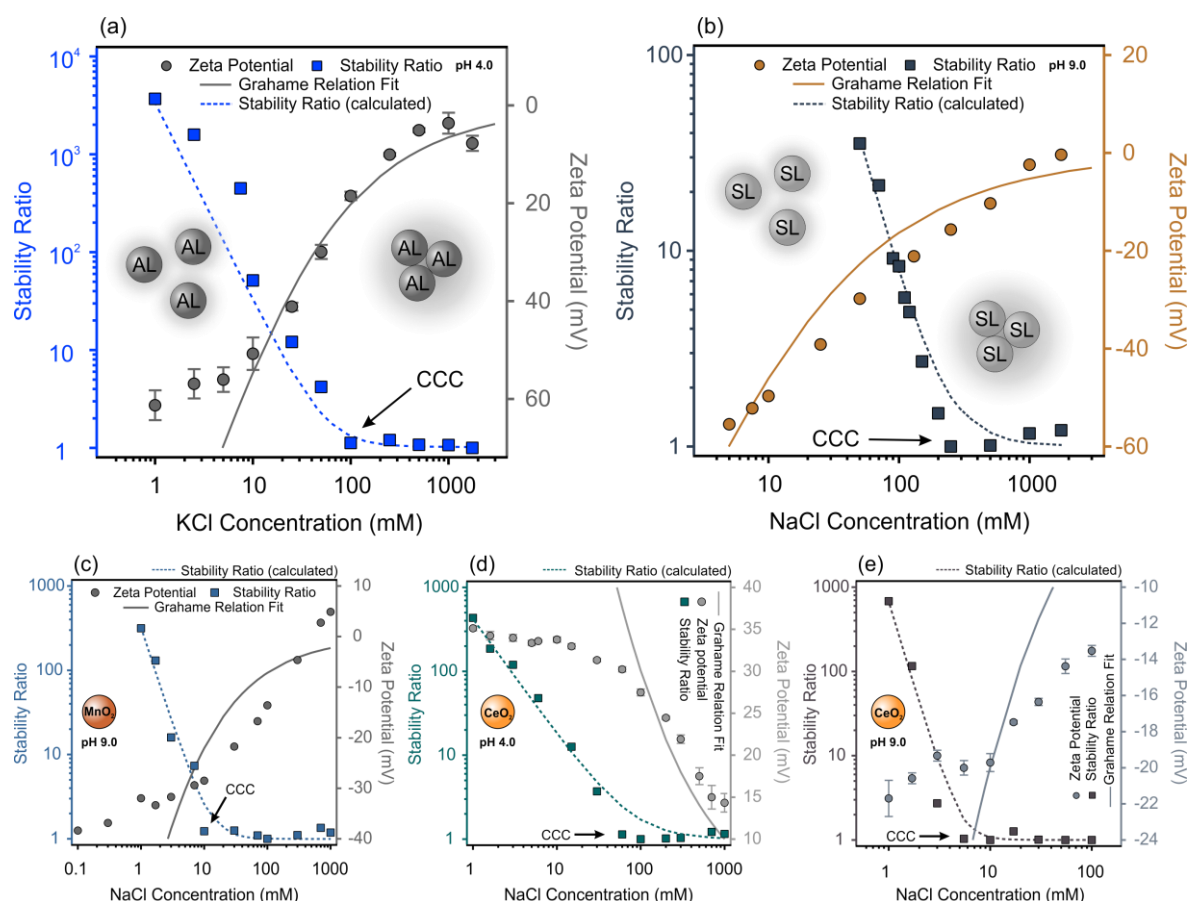 (a)
Zeta Potential
Stability Ratio
pH 4.0
Grahame Relation Fit
Stability Ratio (calculated)
10⁴
10³
10²
10
1
Stability Ratio
0
20
40
60
Zeta Potential (mV)
AL
AL
AL
AL
AL
AL
CCC
1
10
100
1000
KCl Concentration (mM)
(b)
Zeta Potential
Stability Ratio
pH 9.0
Grahame Relation Fit
Stability Ratio (calculated)
100
10
1
Stability Ratio
20
0
-20
-40
-60
Zeta Potential (mV)
SL
SL
SL
SL
SL
SL
CCC
10
100
1000
NaCl Concentration (mM)
(c)
Stability Ratio (calculated)
Zeta Potential
Stability Ratio
Grahame Relation Fit
1000
100
10
1
Stability Ratio
10
0
-10
-20
-30
-40
Zeta Potential (mV)
MnO₂
pH 9.0
CCC
0.1
1
10
100
1000
NaCl Concentration (mM)
(d)
Stability Ratio (calculated)
Grahame Relation Fit
Zeta potential
Stability Ratio
1000
100
10
1
Stability Ratio
40
35
30
25
20
15
10
Zeta Potential (mV)
CeO₂
pH 4.0
CCC
1
10
100
1000
NaCl Concentration (mM)
(e)
Stability Ratio (calculated)
Zeta Potential
Stability Ratio
Grahame Relation Fit
1000
100
10
1
Stability Ratio
-10
-12
-14
-16
-18
-20
-22
-24
Zeta Potential (mV)
CeO₂
pH 9.0
CCC
1
10
100
NaCl Concentration (mM)